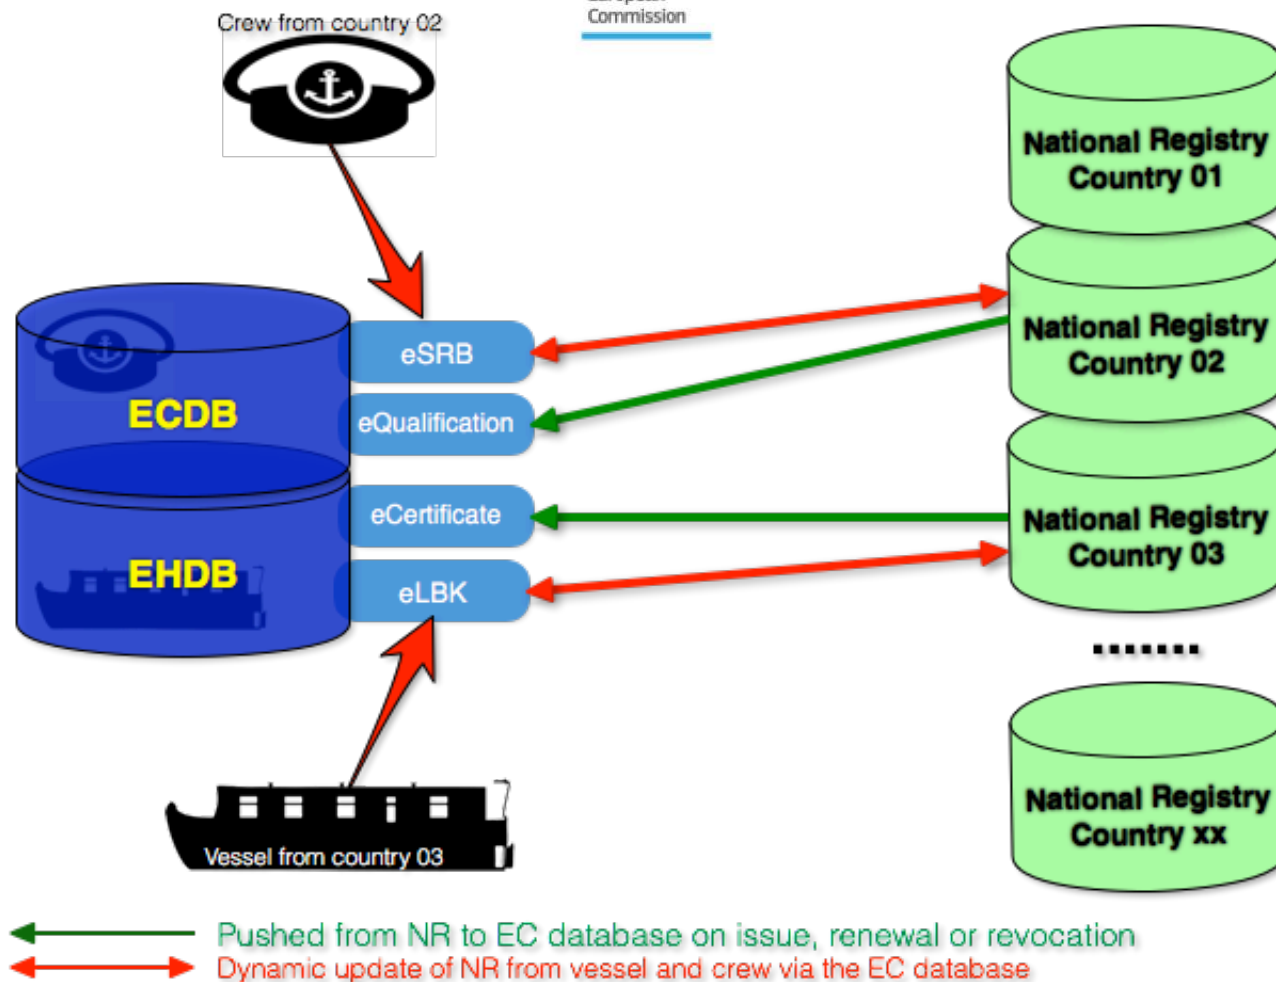 Commission
Crew from country 02
National Registry
Country 01
eSRB
National Registry
Country 02
ECDB
eQualification
eCertificate
National Registry
Country 03
EHDB
eLBK
.......
National Registry
Country xx
Vessel from country 03
Pushed from NR to EC database on issue, renewal or revocation
Dynamic update of NR from vessel and crew via the EC database